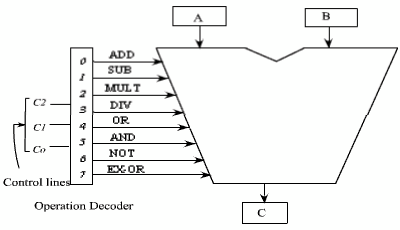 A
B
0 ADD
1 SUB
2 MULT
3 DIV
4 OR
5 AND
6 NOT
7 EX-OR
C2
C1
Co
Control lines
Operation Decoder
C